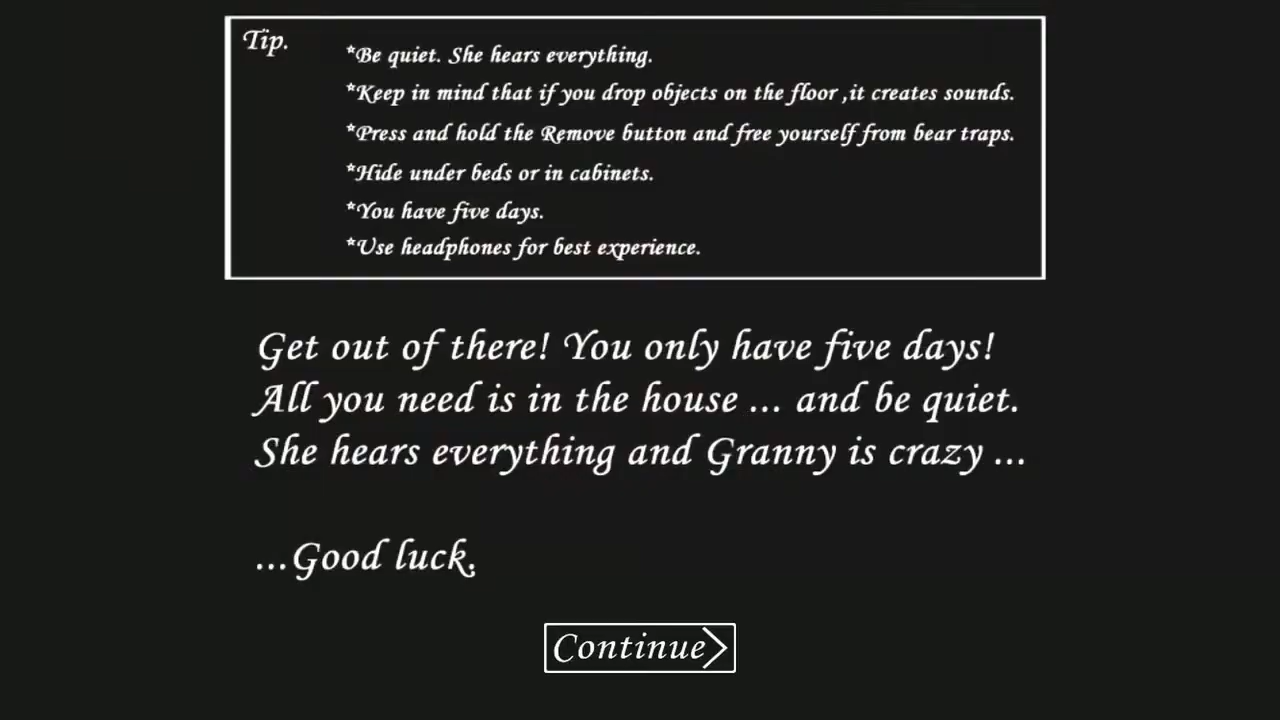 Tip.
*Be quiet. She hears everything.
*Keep in mind that if you drop objects on the floor ,it creates sounds.
*Press and hold the Remove button and free yourself from bear traps.
*Hide under beds or in cabinets.
*You have five days.
*Use headphones for best experience.
Get out of there! You only have five days!
All you need is in the house ... and be quiet.
She hears everything and Granny is crazy ...
...Good luck.
Continue>